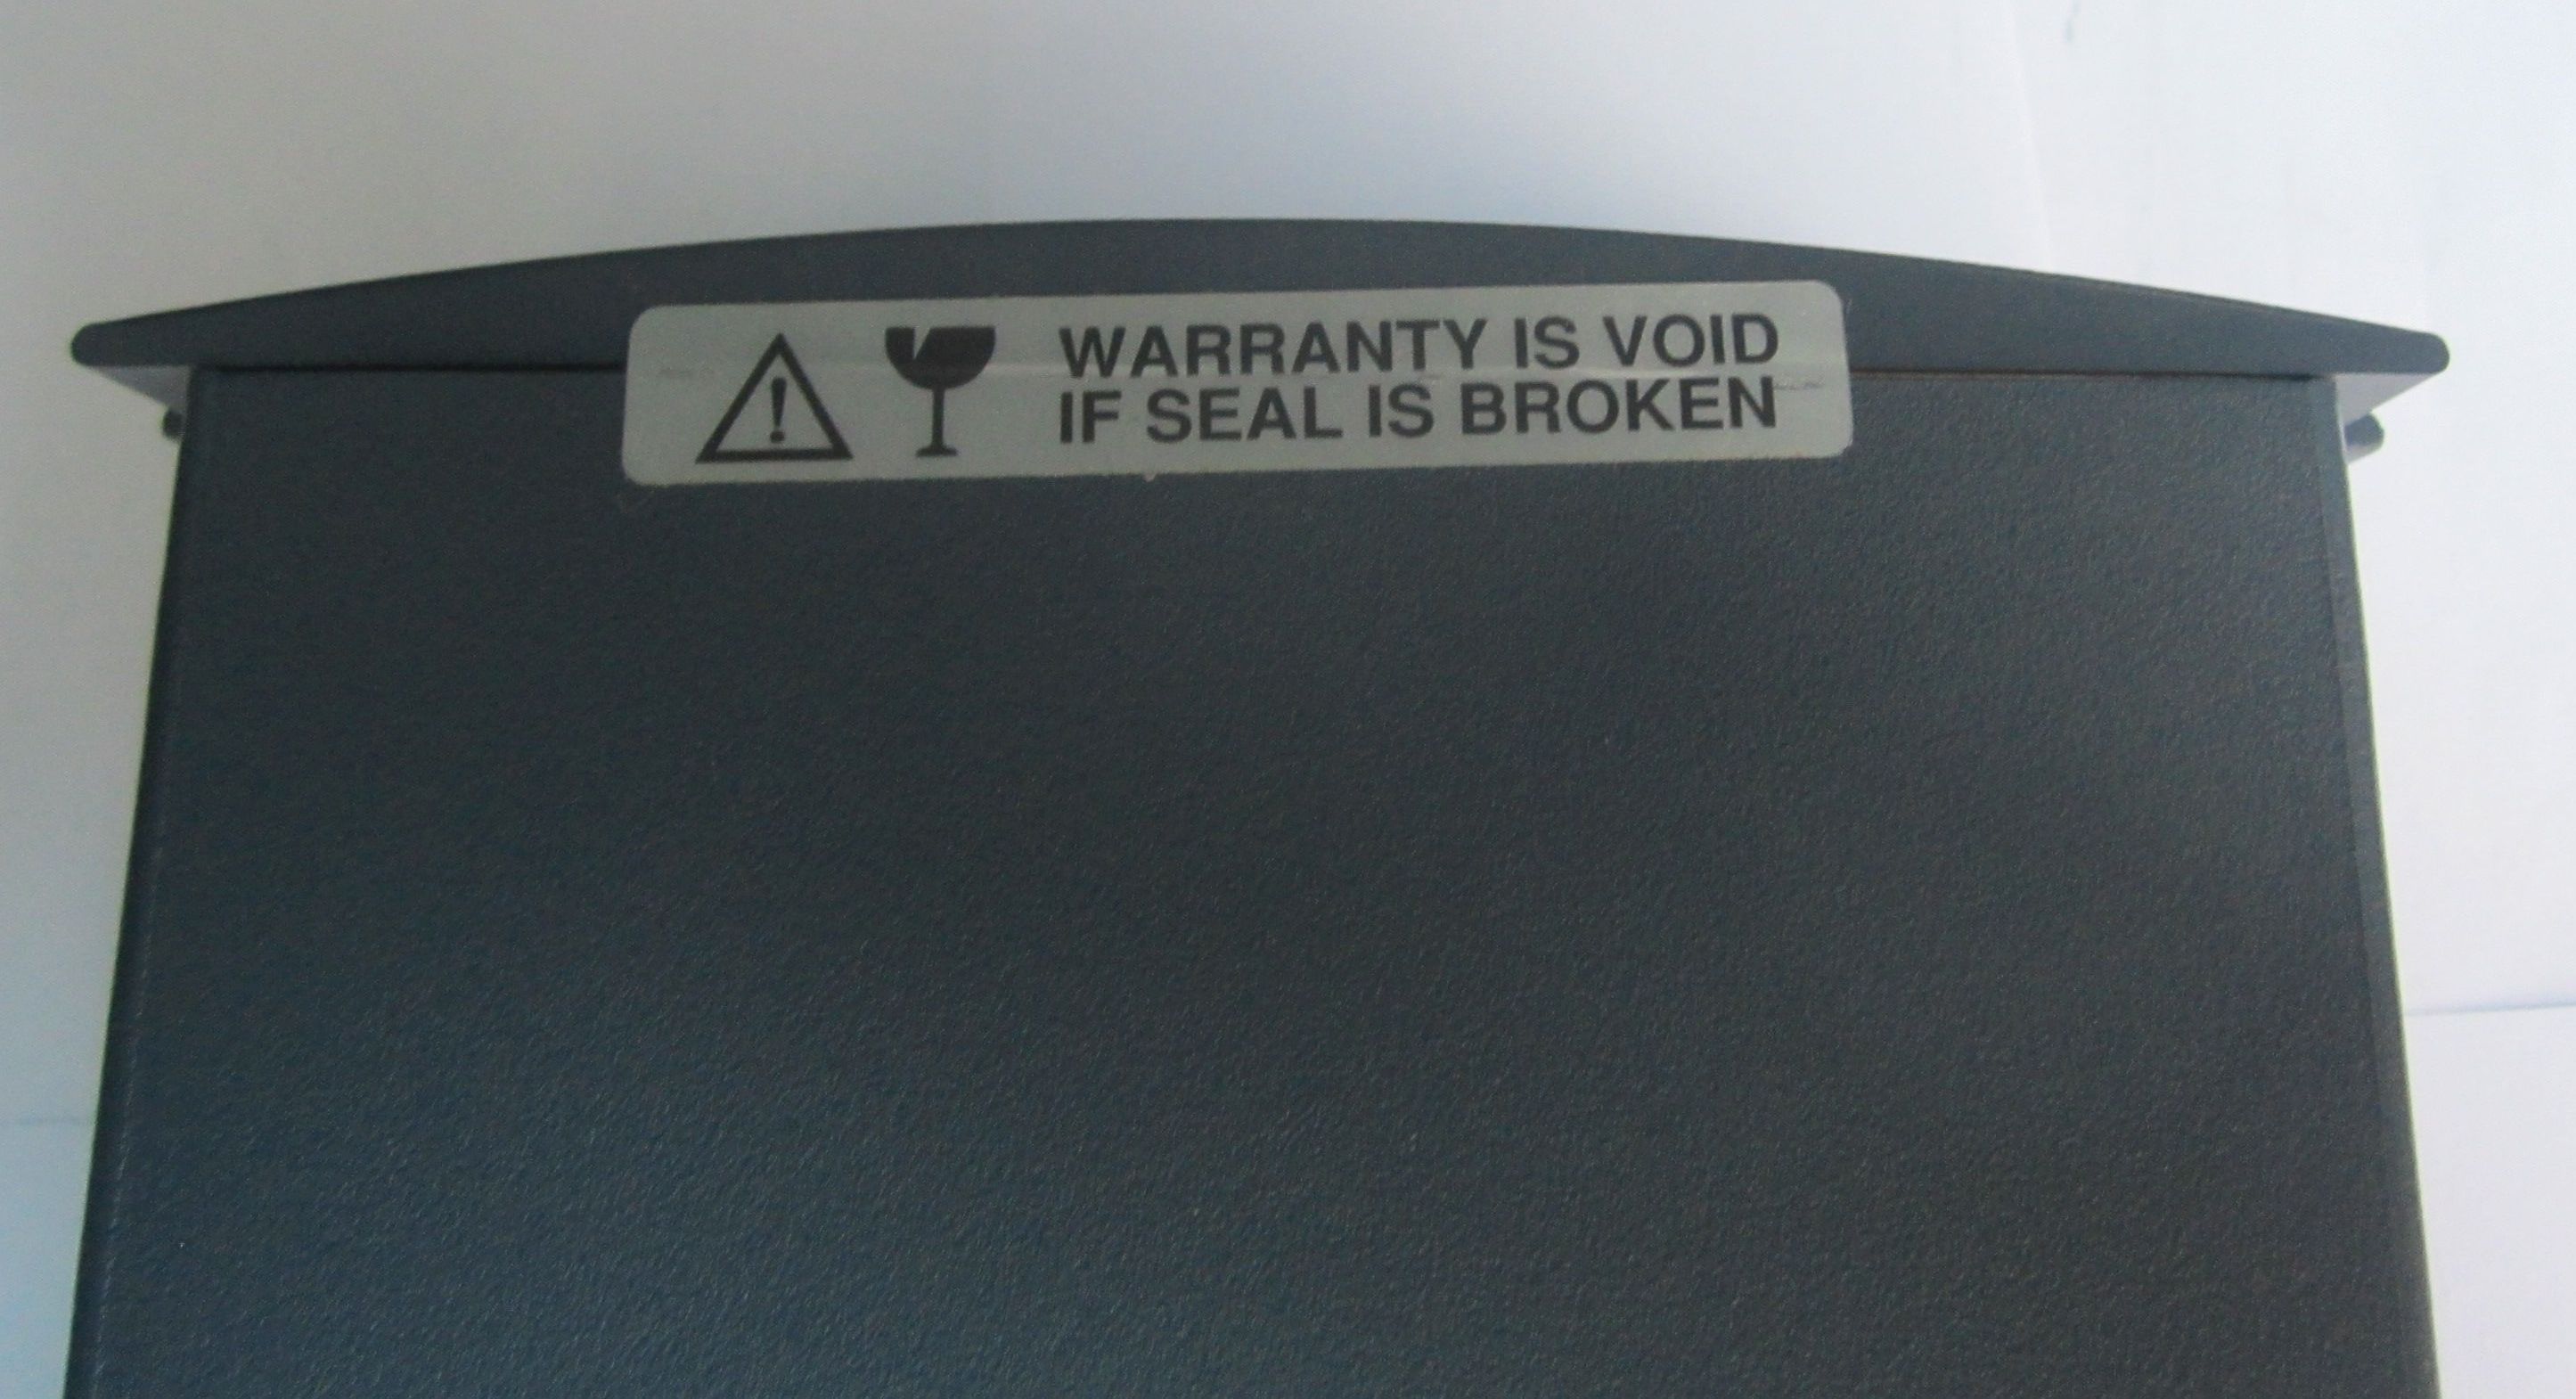 WARRANTY IS VOID
IF SEAL IS BROKEN